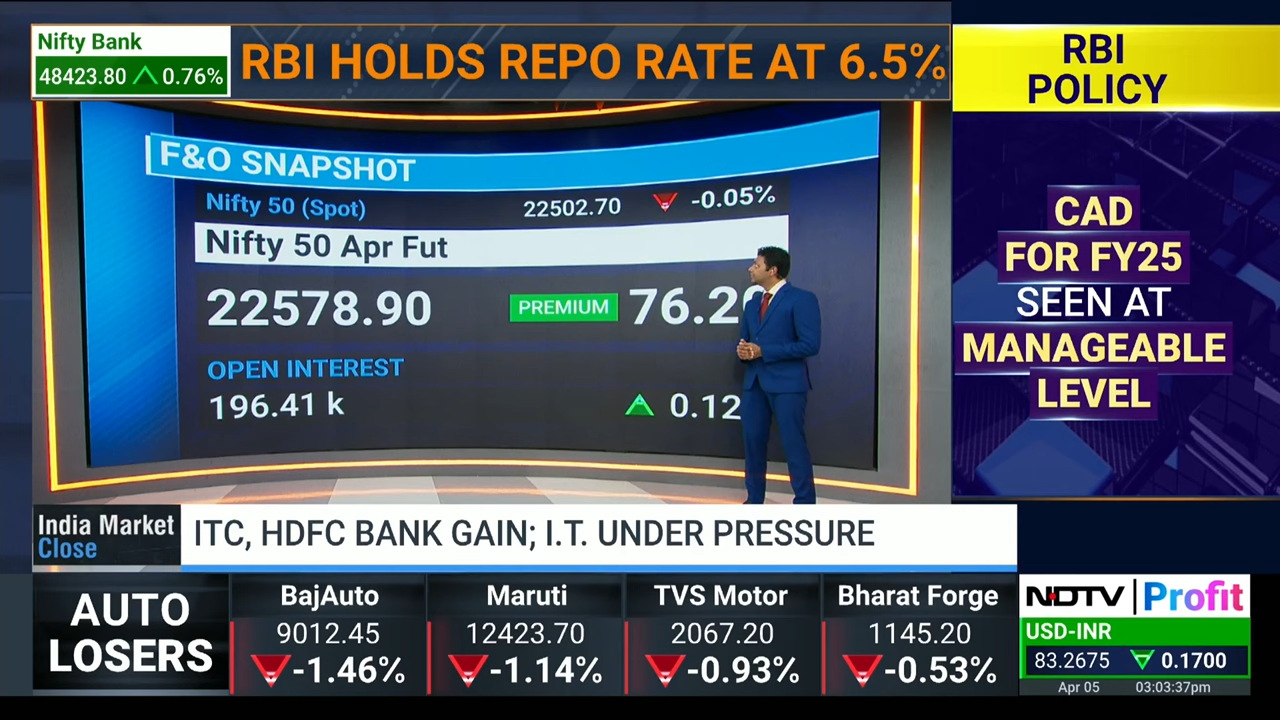 Nifty Bank
48423.80 0.76%
RBI HOLDS REPO RATE AT 6.5%
RBI
POLICY
F&O SNAPSHOT
Nifty 50 (Spot) 22502.70 -0.05%
Nifty 50 Apr Fut
22578.90 PREMIUM 76.2
OPEN INTEREST
196.41 k 0.12
CAD
FOR FY25
SEEN AT
MANAGEABLE
LEVEL
India Market
Close
ITC, HDFC BANK GAIN; I.T. UNDER PRESSURE
AUTO
LOSERS
BajAuto
9012.45
-1.46%
Maruti
12423.70
-1.14%
TVS Motor
2067.20
-0.93%
Bharat Forge
1145.20
-0.53%
NDTV Profit
USD-INR
83.2675 0.1700
Apr 05 03:03:37pm